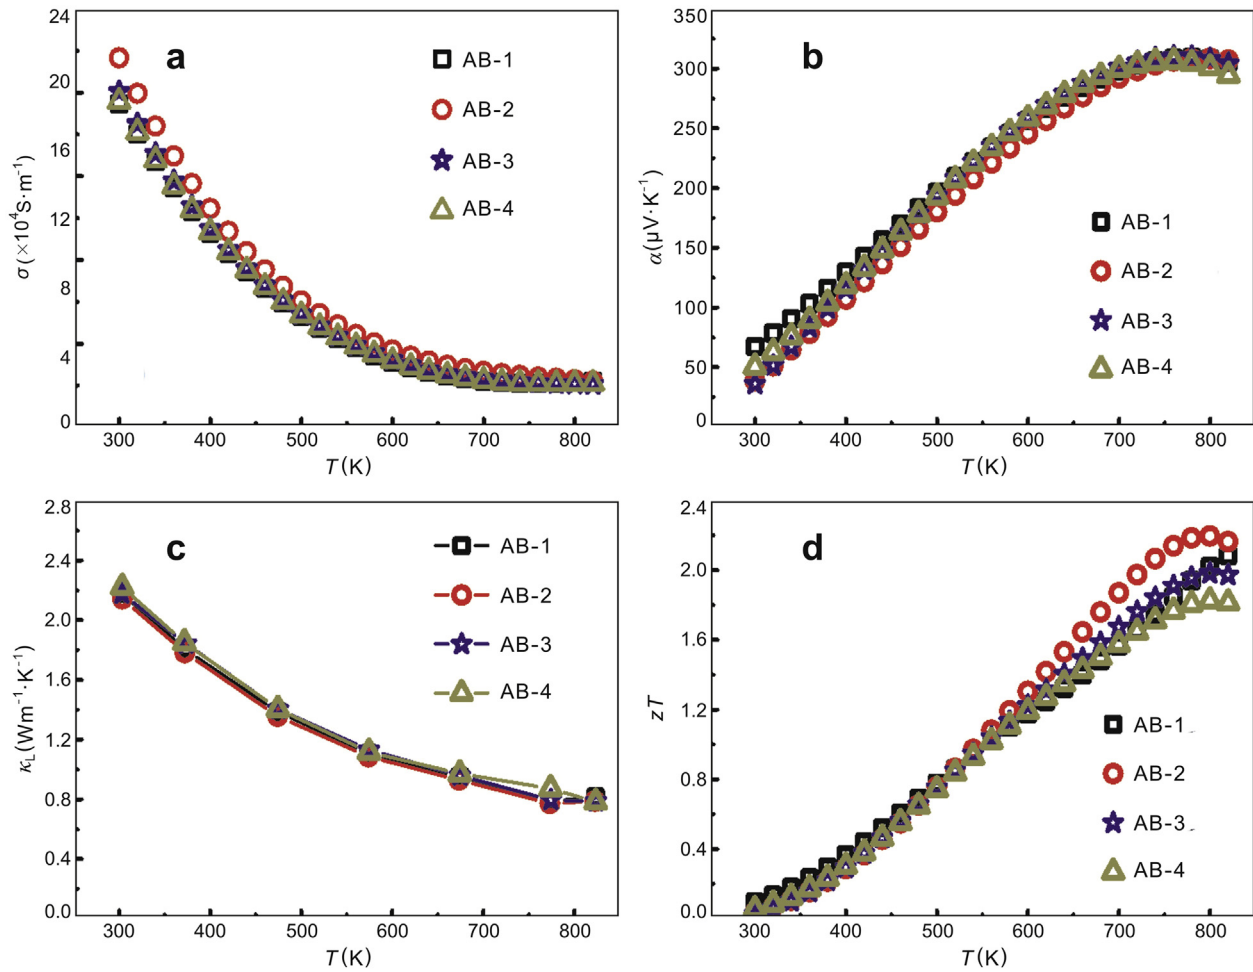 a
24
20
16
12
8
4
0
σ(×10⁴S·m⁻¹)
AB-1
AB-2
AB-3
AB-4
300 400 500 600 700 800
T(K)
b
350
300
250
200
150
100
50
0
α(μV·K⁻¹)
AB-1
AB-2
AB-3
AB-4
300 400 500 600 700 800
T(K)
c
2.8
2.4
2.0
1.6
1.2
0.8
0.4
0.0
κL(Wm⁻¹·K⁻¹)
AB-1
AB-2
AB-3
AB-4
300 400 500 600 700 800
T(K)
d
2.4
2.0
1.6
1.2
0.8
0.4
0.0
zT
AB-1
AB-2
AB-3
AB-4
300 400 500 600 700 800
T(K)